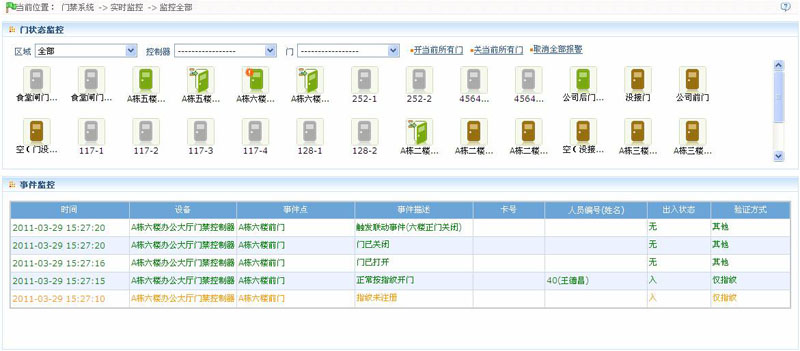 当前位置： 门禁系统 -> 实时监控 -> 监控全部
门状态监控
区域 全部 控制器 ----------------- 门 ----------------- 开当前所有门 关当前所有门 取消全部报警
食堂闸门... 食堂闸门... A栋五楼... A栋五楼... A栋六楼... A栋六楼... 252-1 252-2 4564... 4564... 公司后门... 没接门 公司前门
空(门没... 117-1 117-2 117-3 117-4 128-1 128-2 A栋二楼... A栋二楼... A栋二楼... 空(没接... A栋三楼... A栋三楼...
事件监控
时间 设备 事件点 事件描述 卡号 人员编号(姓名) 出入状态 验证方式
2011-03-29 15:27:20 A栋六楼办公大厅门禁控制器 A栋六楼前门 触发联动事件(六楼正门关闭) 无 其他
2011-03-29 15:27:20 A栋六楼办公大厅门禁控制器 A栋六楼前门 门已关闭 无 其他
2011-03-29 15:27:16 A栋六楼办公大厅门禁控制器 A栋六楼前门 门已打开 无 其他
2011-03-29 15:27:15 A栋六楼办公大厅门禁控制器 A栋六楼前门 正常按指纹开门 40(王德昌) 入 仅指纹
2011-03-29 15:27:10 A栋六楼办公大厅门禁控制器 A栋六楼前门 指纹未注册 入 仅指纹